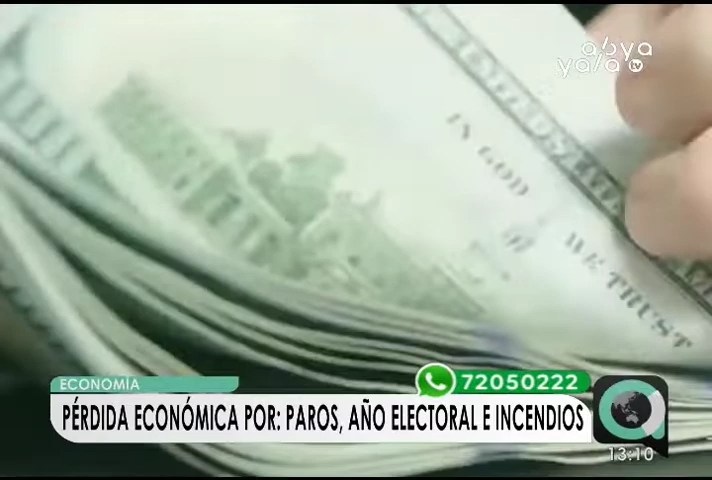 abya
yala tv
IN GOD
WE TRUST
ECONOMÍA
72050222
PÉRDIDA ECONÓMICA POR: PAROS, AÑO ELECTORAL E INCENDIOS
13:10